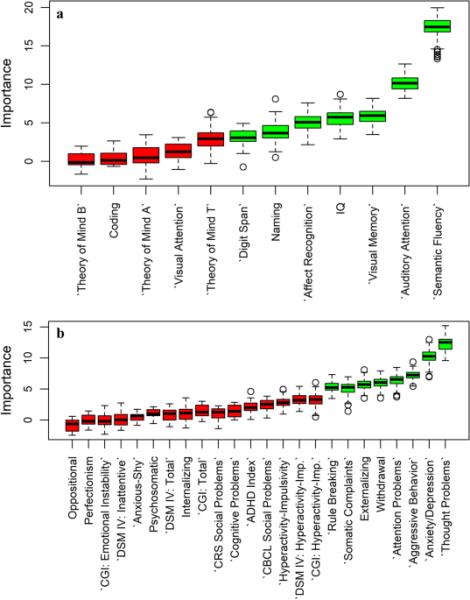 a
Importance
20
15
10
5
0
`Theory of Mind B`
Coding
`Theory of Mind A`
`Visual Attention`
`Theory of Mind T`
`Digit Span`
Naming
`Affect Recognition`
IQ
`Visual Memory`
`Auditory Attention`
`Semantic Fluency`
b
Importance
15
10
5
0
Oppositional
Perfectionism
`CGI: Emotional Instability`
`DSM IV: Inattentive
`Anxious-Shy`
Psychosomatic
`DSM IV: Total`
Internalizing
`CGI: Total`
`CRS Social Problems`
`Cognitive Problems`
`ADHD Index`
`CBCL Social Problems`
`Hyperactivity-Impulsivity`
`DSM IV: Hyperactivity-Imp.`
`CGI: Hyperactivity-Imp.`
`Rule Breaking`
`Somatic Complaints`
Externalizing
Withdrawal
`Attention Problems`
`Aggressive Behavior`
`Anxiety/Depression`
`Thought Problems`